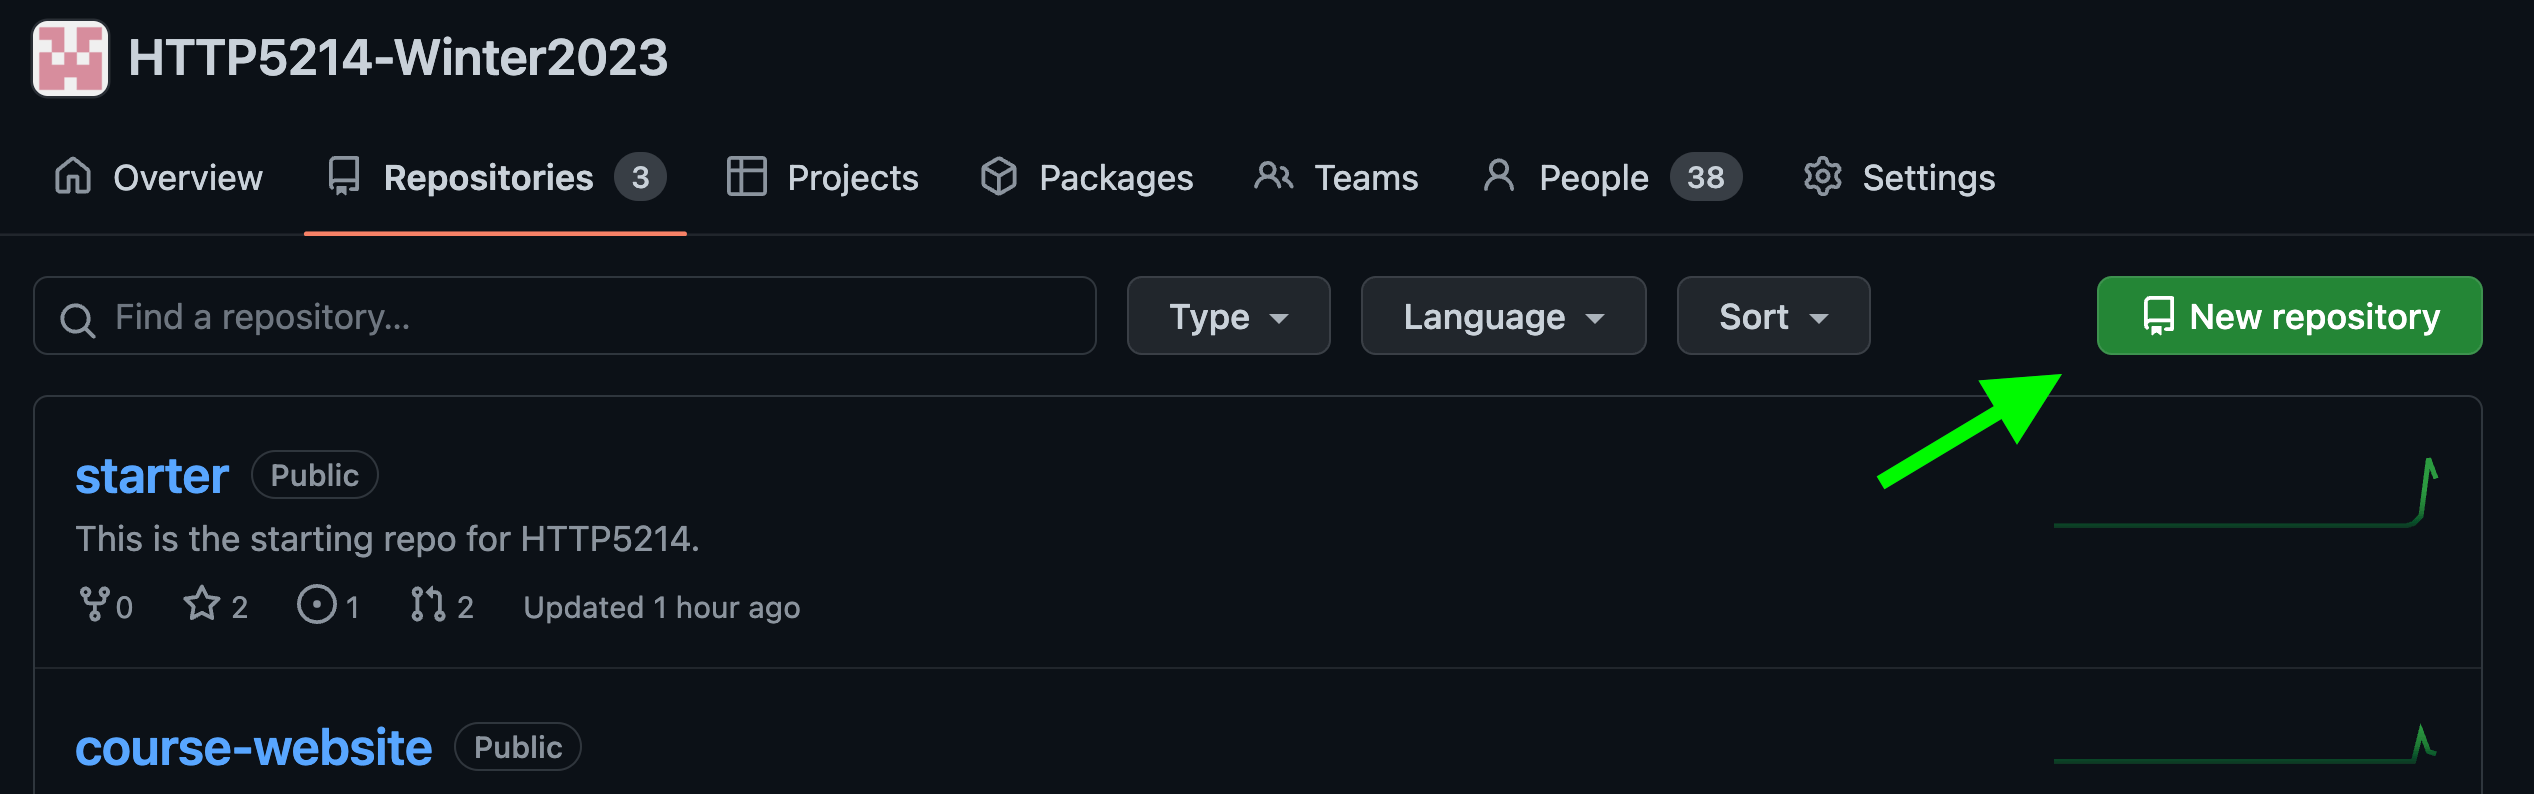 HTTP5214-Winter2023
Overview Repositories 3 Projects Packages Teams People 38 Settings
Find a repository... Type Language Sort New repository
starter Public
This is the starting repo for HTTP5214.
0 2 1 2 Updated 1 hour ago
course-website Public